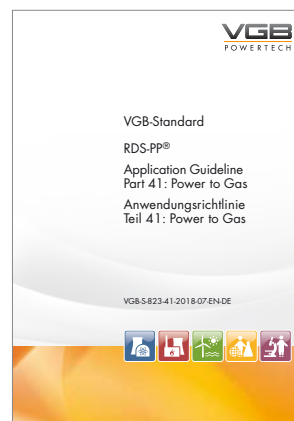 VGB
POWERTECH
VGB-Standard
RDS-PP®
Application Guideline
Part 41: Power to Gas
Anwendungsrichtlinie
Teil 41: Power to Gas
VGB-S-823-41-2018-07-EN-DE